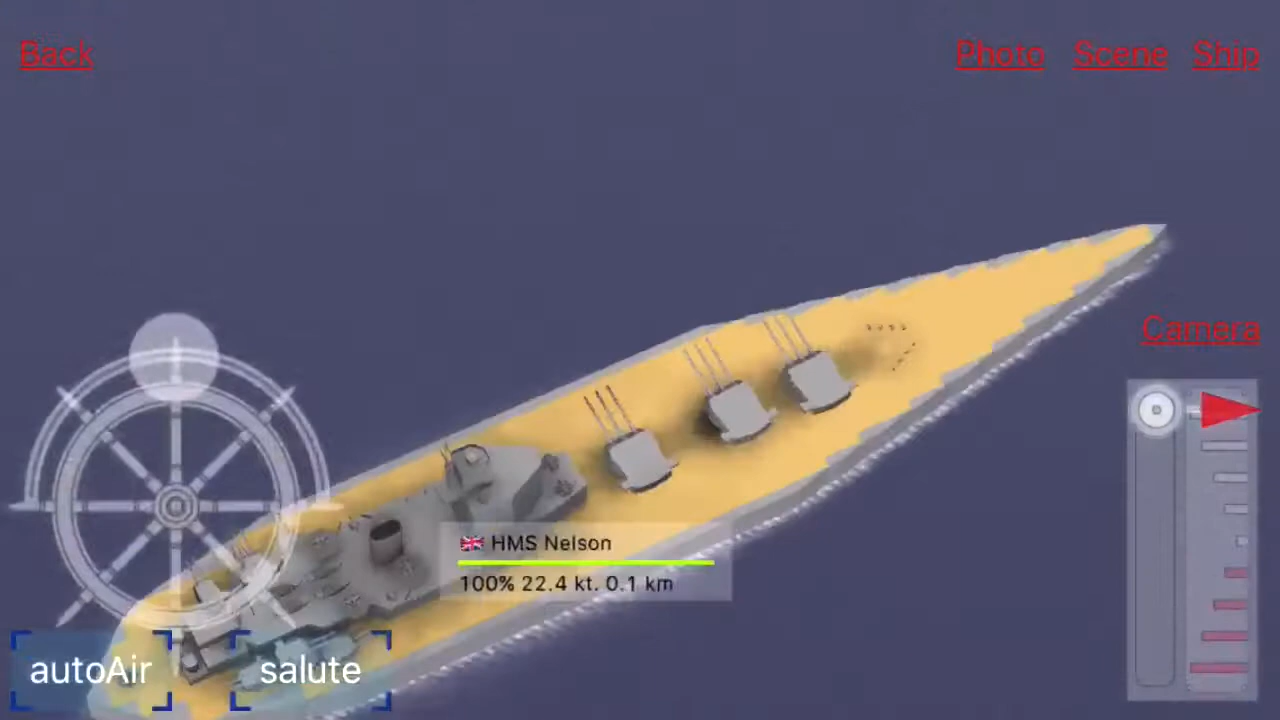 Back
Photo Scene Ship
Camera
HMS Nelson
100% 22.4 kt. 0.1 km
autoAir salute